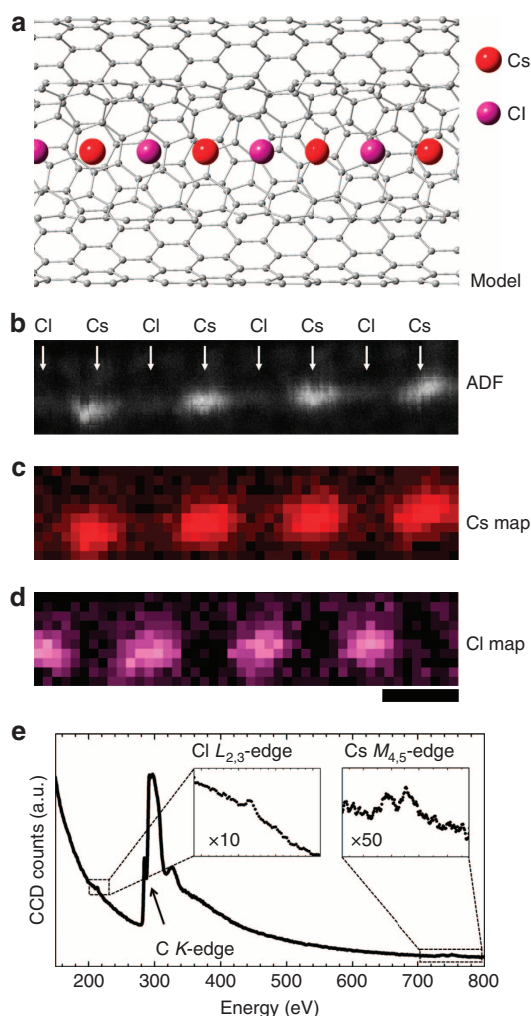 a
Cs
Cl
Model
b
Cl Cs Cl Cs Cl Cs Cl Cs
ADF
c
Cs map
d
Cl map
e
Cl L2,3-edge Cs M4,5-edge
×10 ×50
C K-edge
CCD counts (a.u.)
200 300 400 500 600 700 800
Energy (eV)